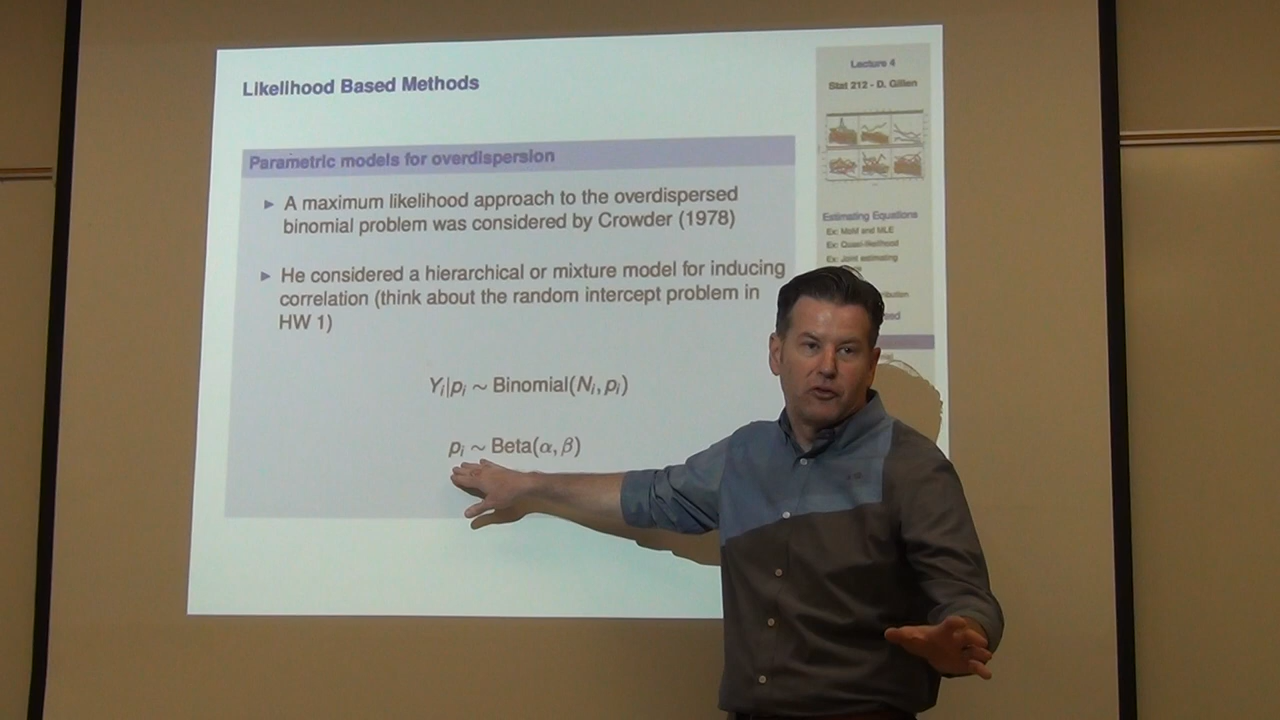 Likelihood Based Methods
Parametric models for overdispersion
A maximum likelihood approach to the overdispersed
binomial problem was considered by Crowder (1978)
He considered a hierarchical or mixture model for inducing
correlation (think about the random intercept problem in
HW 1)
Yᵢ|pᵢ ~ Binomial(Nᵢ, pᵢ)
pᵢ ~ Beta(α, β)
Lecture 4
Stat 212 - D. Gillen
Estimating Equations
Ex: MoM and MLE
Ex: Quasi-likelihood
Ex: Joint estimating